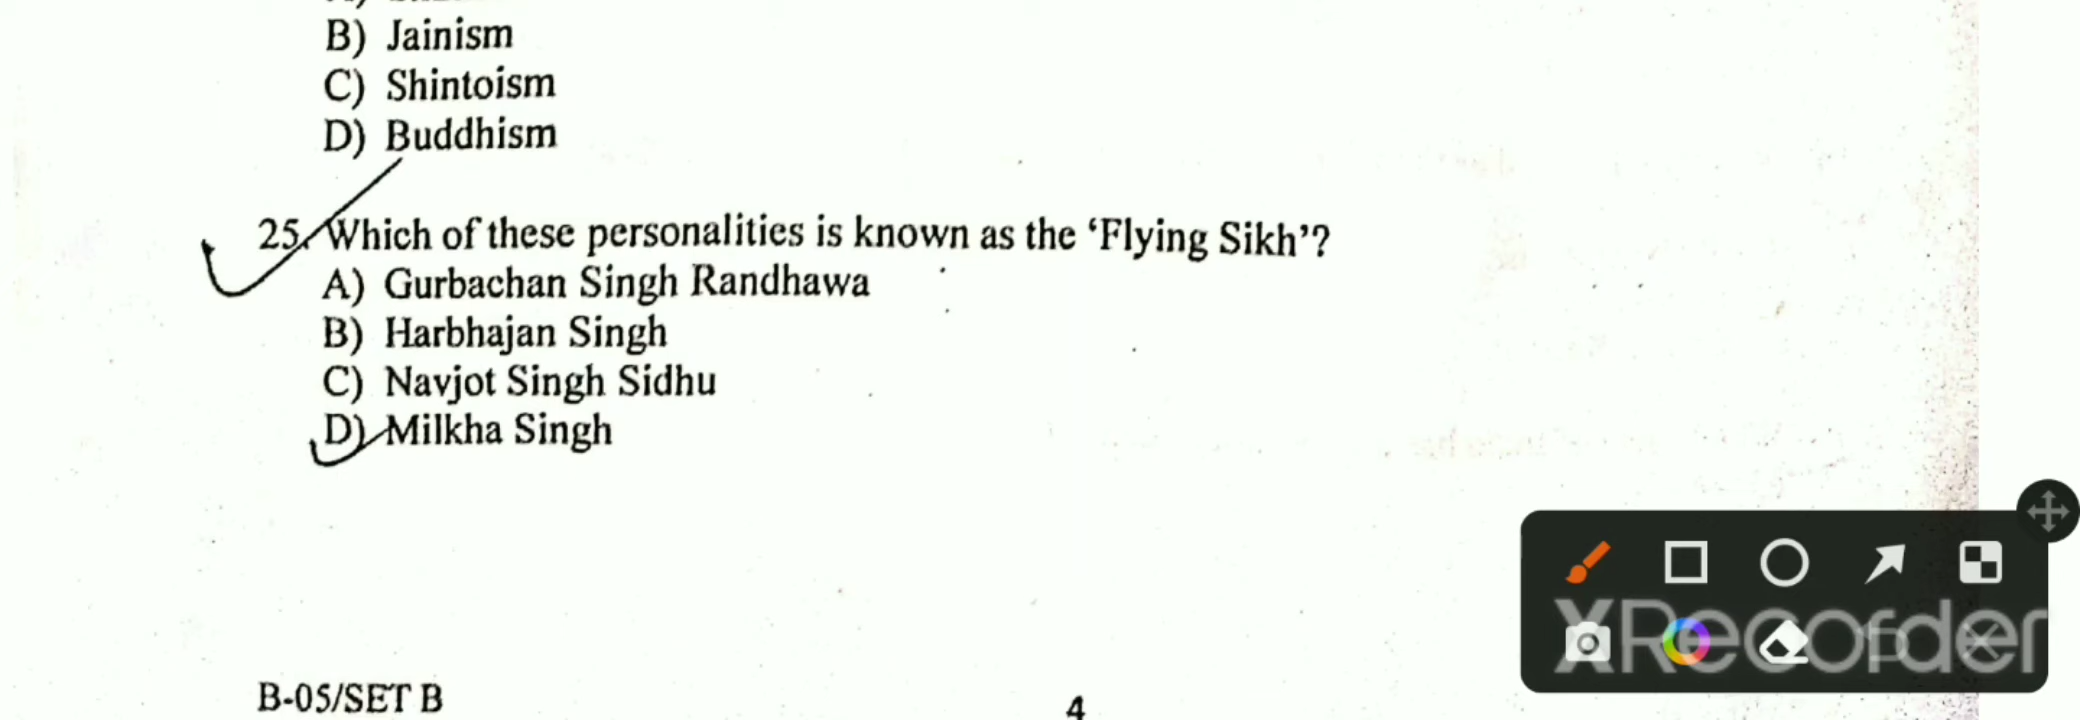 B) Jainism
C) Shintoism
D) Buddhism
25. Which of these personalities is known as the ‘Flying Sikh’?
A) Gurbachan Singh Randhawa
B) Harbhajan Singh
C) Navjot Singh Sidhu
D) Milkha Singh
XRecorder
B-05/SET B
4